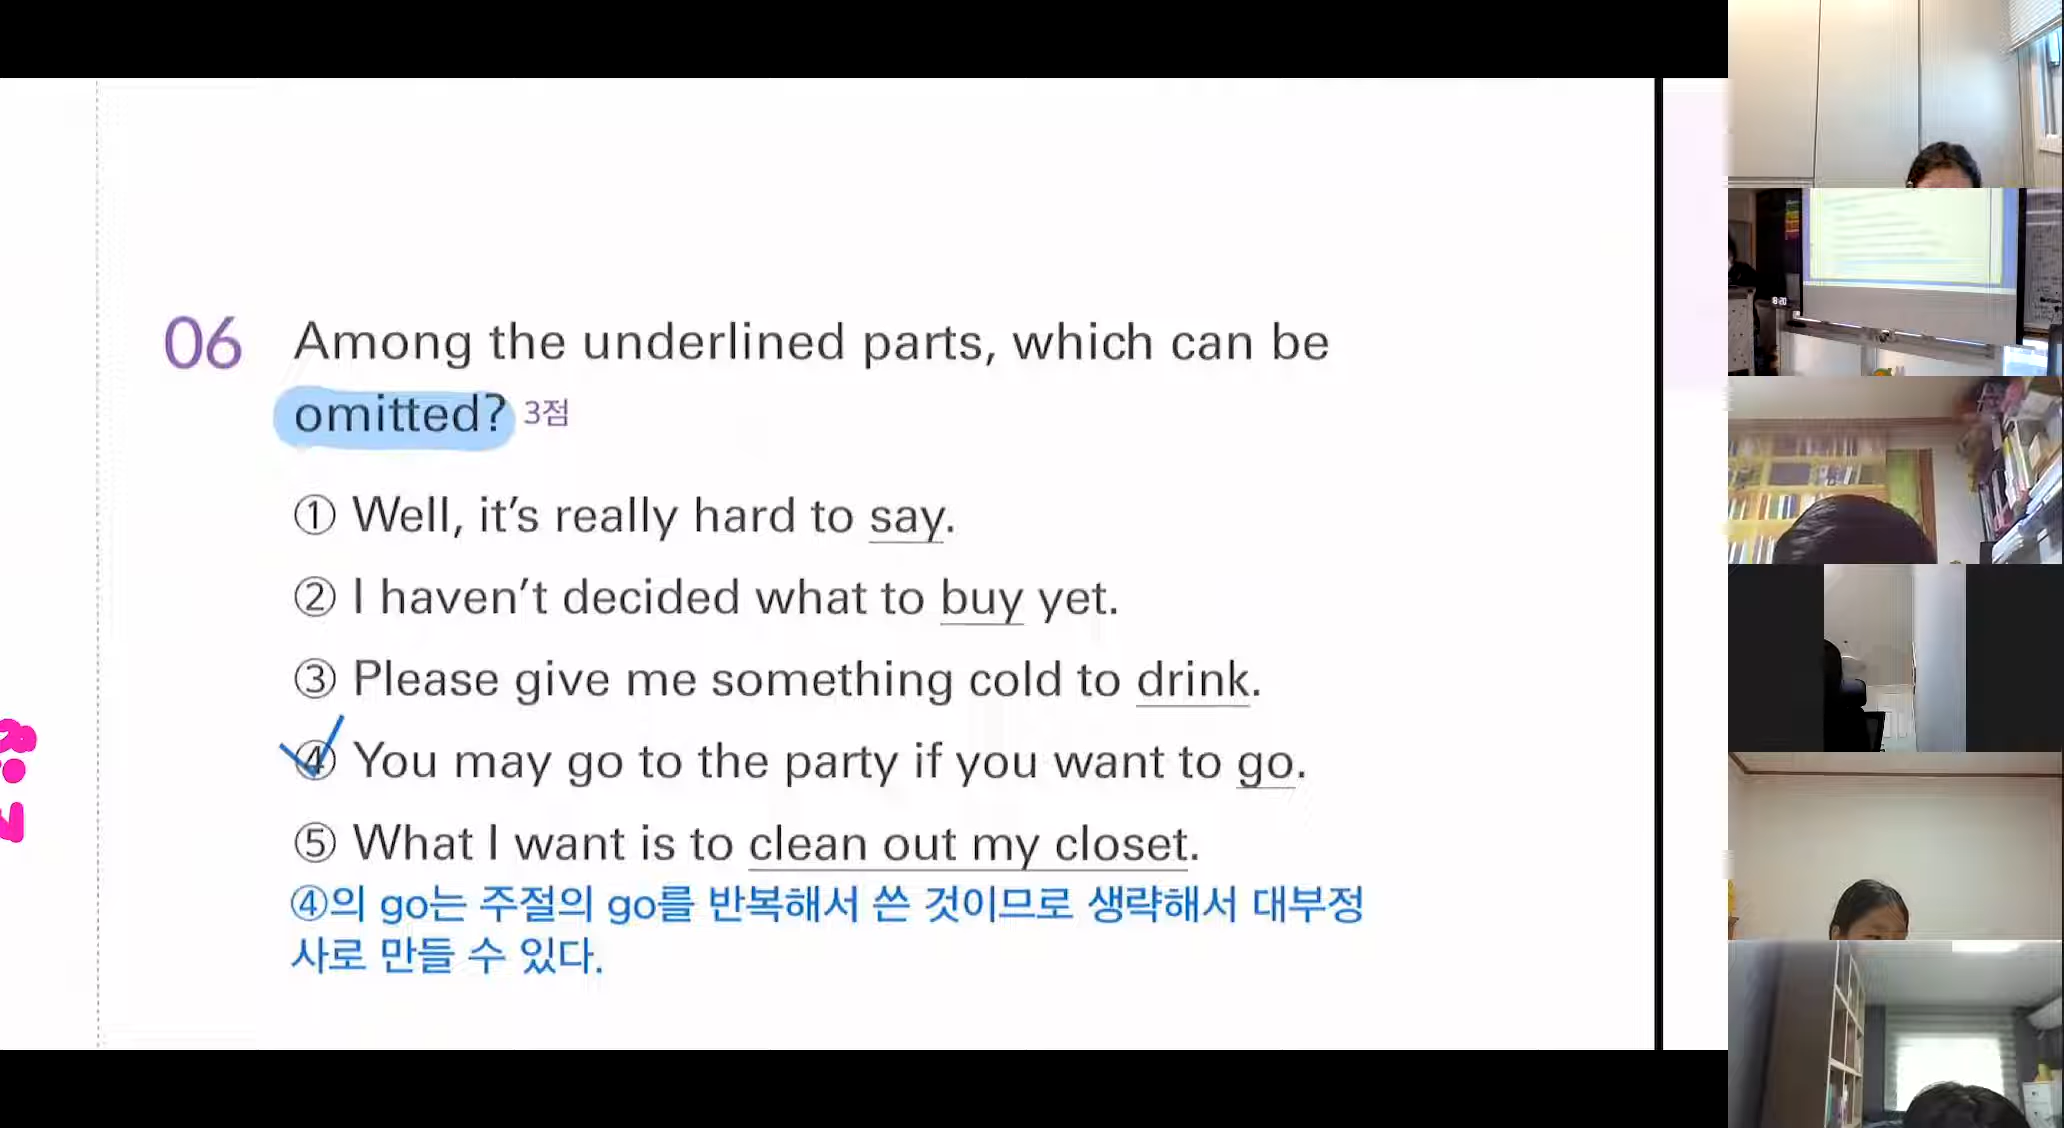 06 Among the underlined parts, which can be
omitted? 3점
① Well, it's really hard to say.
② I haven't decided what to buy yet.
③ Please give me something cold to drink.
④ You may go to the party if you want to go.
⑤ What I want is to clean out my closet.
④의 go는 주절의 go를 반복해서 쓴 것이므로 생략해서 대부정
사로 만들 수 있다.